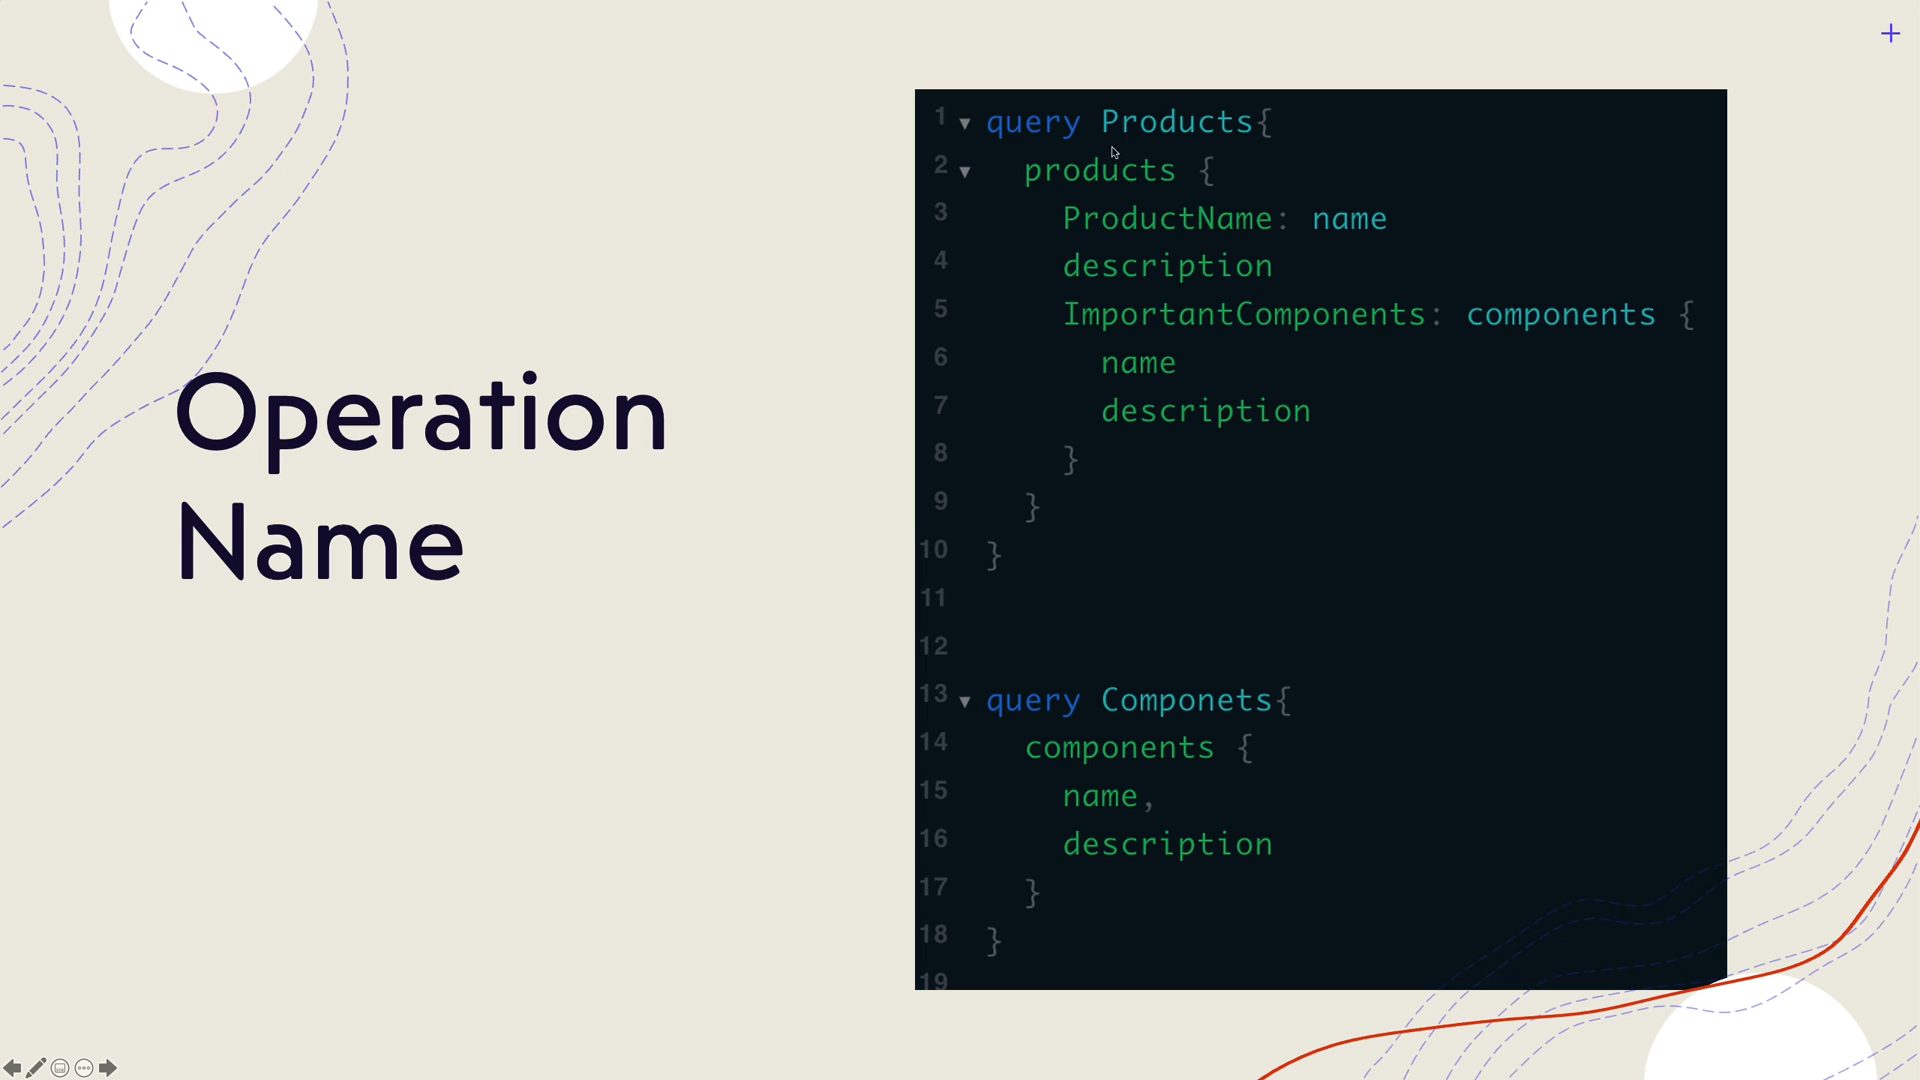 Operation
Name
1 query Products{
2 products {
3 ProductName: name
4 description
5 ImportantComponents: components {
6 name
7 description
8 }
9 }
10 }
11
12
13 query Componets{
14 components {
15 name,
16 description
17 }
18 }
19